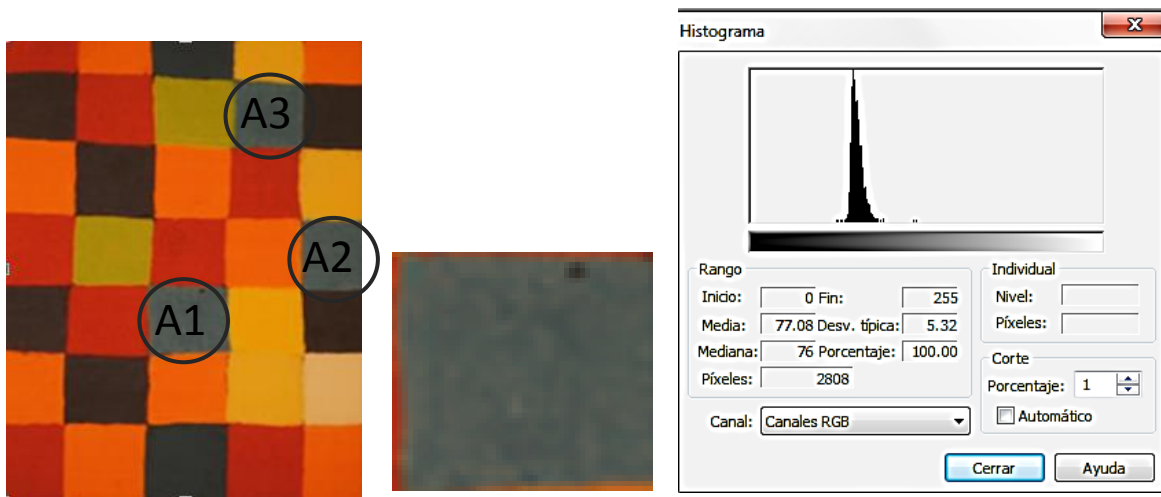 A3
A2
A1
Histograma
Rango
Inicio: 0 Fin: 255
Media: 77.08 Desv. típica: 5.32
Mediana: 76 Porcentaje: 100.00
Píxeles: 2808
Individual
Nivel:
Píxeles:
Corte
Porcentaje: 1
Automático
Canal: Canales RGB
Cerrar Ayuda